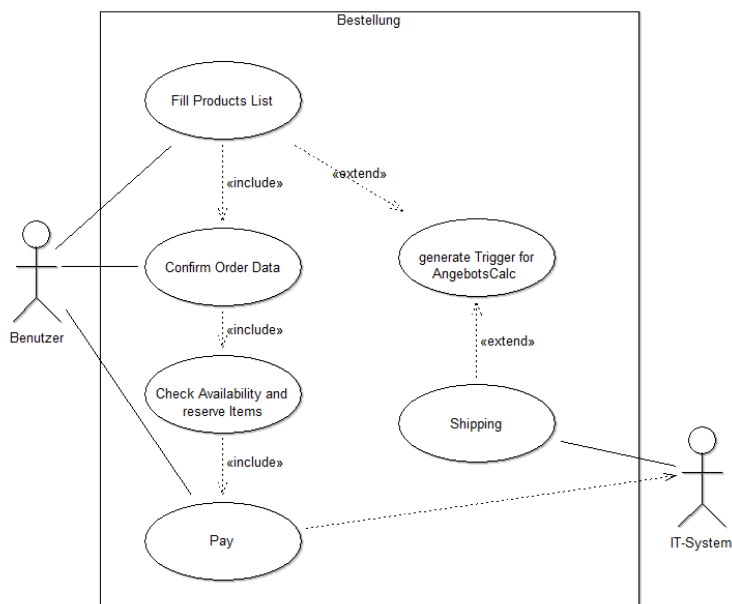 Bestellung
Fill Products List
«include»
«extend»
Confirm Order Data
generate Trigger for
AngebotsCalc
Benutzer
«include»
«extend»
Check Availability and
reserve Items
Shipping
«include»
Pay
IT-System